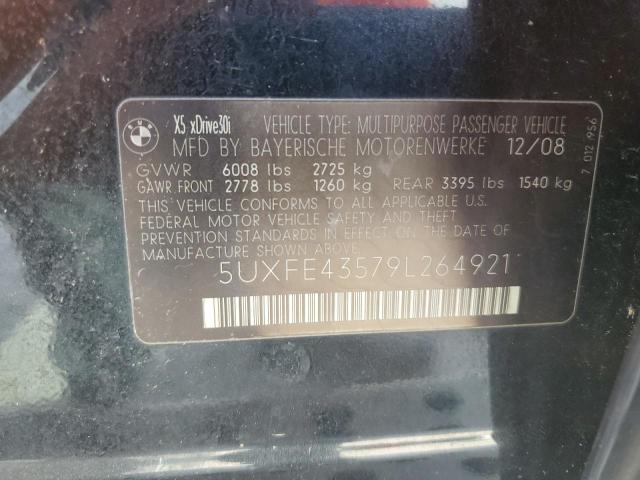 BMW
X5 xDrive30i VEHICLE TYPE: MULTIPURPOSE PASSENGER VEHICLE
MFD BY BAYERISCHE MOTORENWERKE 12/08
GVWR 6008 lbs 2725 kg
GAWR FRONT 2778 lbs 1260 kg REAR 3395 lbs 1540 kg
THIS VEHICLE CONFORMS TO ALL APPLICABLE U.S.
FEDERAL MOTOR VEHICLE SAFETY AND THEFT
PREVENTION STANDARDS IN EFFECT ON THE
DATE OF MANUFACTURE SHOWN ABOVE.
5UXFE43579L264921
7 012 956